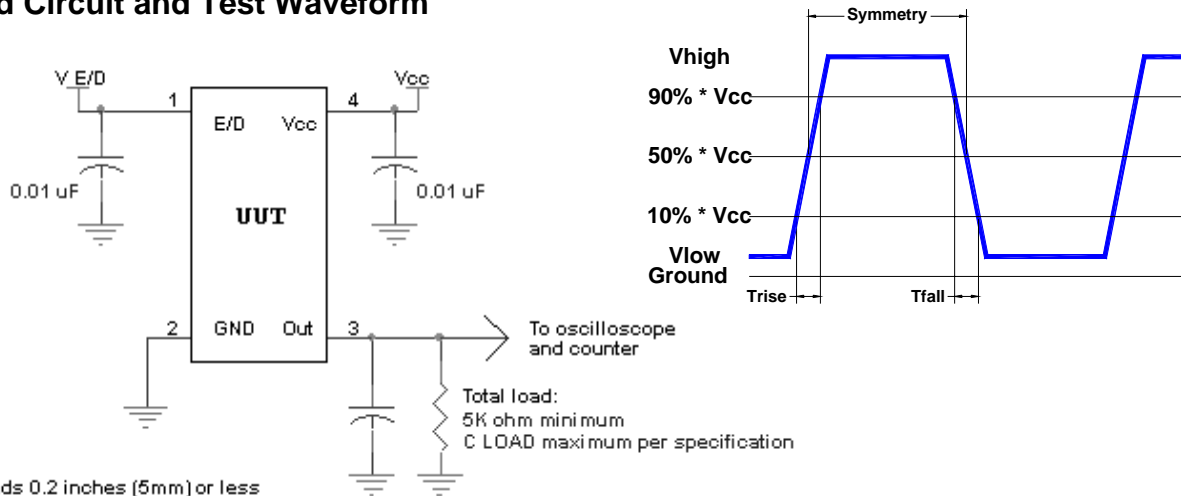 Circuit and Test Waveform
V E/D
Vcc
1
4
E/D Vcc
0.01 uF
UUT
0.01 uF
2
GND Out
3
To oscilloscope
and counter
Total load:
5K ohm minimum
C LOAD maximum per specification
0.2 inches (5mm) or less
Symmetry
Vhigh
90% * Vcc
50% * Vcc
10% * Vcc
Vlow
Ground
Trise
Tfall